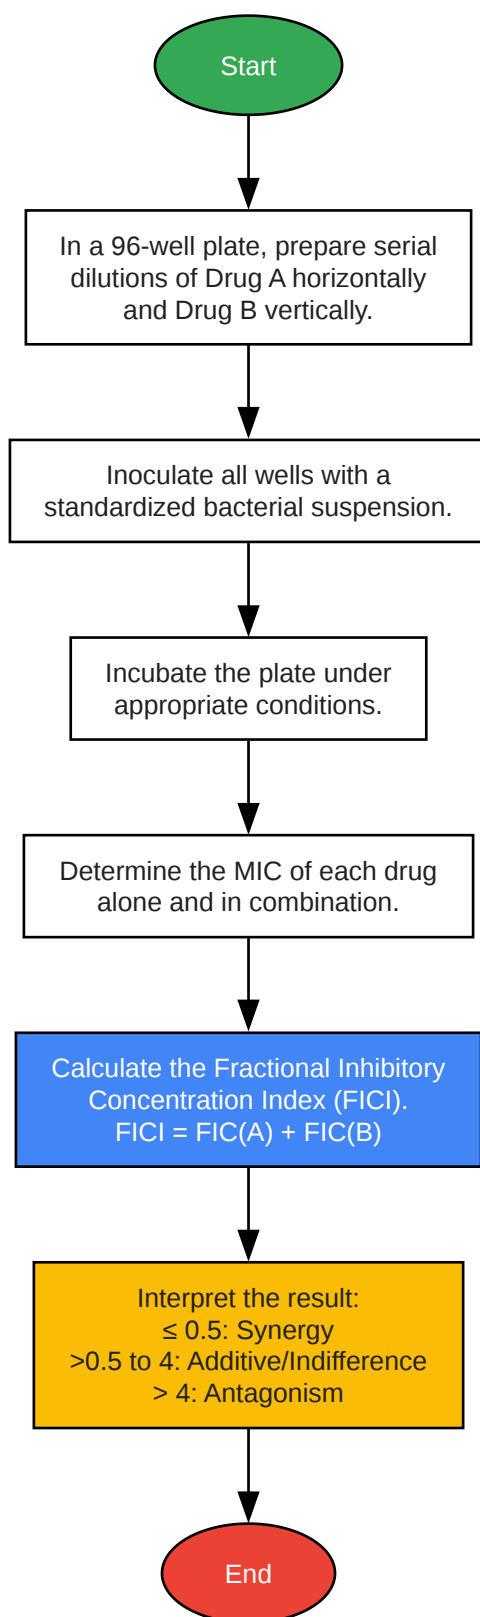 Start
In a 96-well plate, prepare serial
dilutions of Drug A horizontally
and Drug B vertically.
Inoculate all wells with a
standardized bacterial suspension.
Incubate the plate under
appropriate conditions.
Determine the MIC of each drug
alone and in combination.
Calculate the Fractional Inhibitory
Concentration Index (FICI).
FICI = FIC(A) + FIC(B)
Interpret the result:
≤ 0.5: Synergy
>0.5 to 4: Additive/Indifference
> 4: Antagonism
End